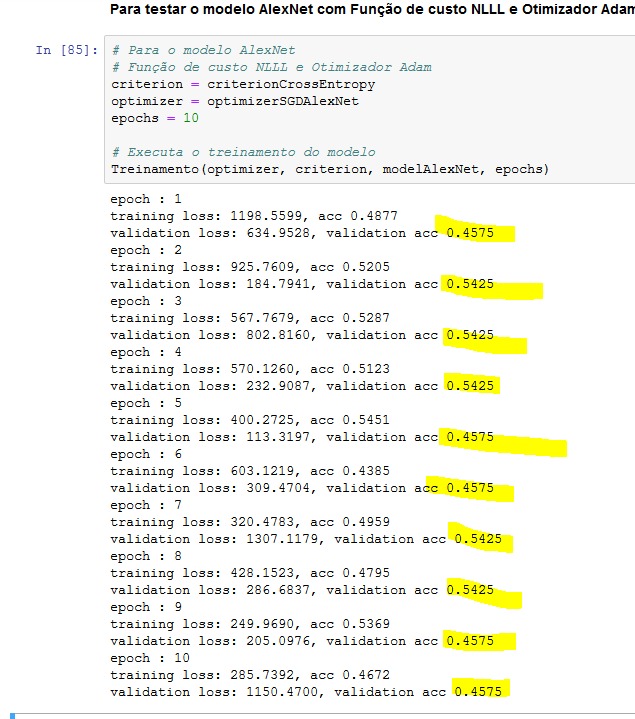 Para testar o modelo AlexNet com Função de custo NLLL e Otimizador Adam
In [85]:
# Para o modelo AlexNet
# Função de custo NLLL e Otimizador Adam
criterion = criterionCrossEntropy
optimizer = optimizerSGDAlexNet
epochs = 10
# Executa o treinamento do modelo
Treinamento(optimizer, criterion, modelAlexNet, epochs)
epoch : 1
training loss: 1198.5599, acc 0.4877
validation loss: 634.9528, validation acc 0.4575
epoch : 2
training loss: 925.7609, acc 0.5205
validation loss: 184.7941, validation acc 0.5425
epoch : 3
training loss: 567.7679, acc 0.5287
validation loss: 802.8160, validation acc 0.5425
epoch : 4
training loss: 570.1260, acc 0.5123
validation loss: 232.9087, validation acc 0.5425
epoch : 5
training loss: 400.2725, acc 0.5451
validation loss: 113.3197, validation acc 0.4575
epoch : 6
training loss: 603.1219, acc 0.4385
validation loss: 309.4704, validation acc 0.4575
epoch : 7
training loss: 320.4783, acc 0.4959
validation loss: 1307.1179, validation acc 0.5425
epoch : 8
training loss: 428.1523, acc 0.4795
validation loss: 286.6837, validation acc 0.5425
epoch : 9
training loss: 249.9690, acc 0.5369
validation loss: 205.0976, validation acc 0.4575
epoch : 10
training loss: 285.7392, acc 0.4672
validation loss: 1150.4700, validation acc 0.4575